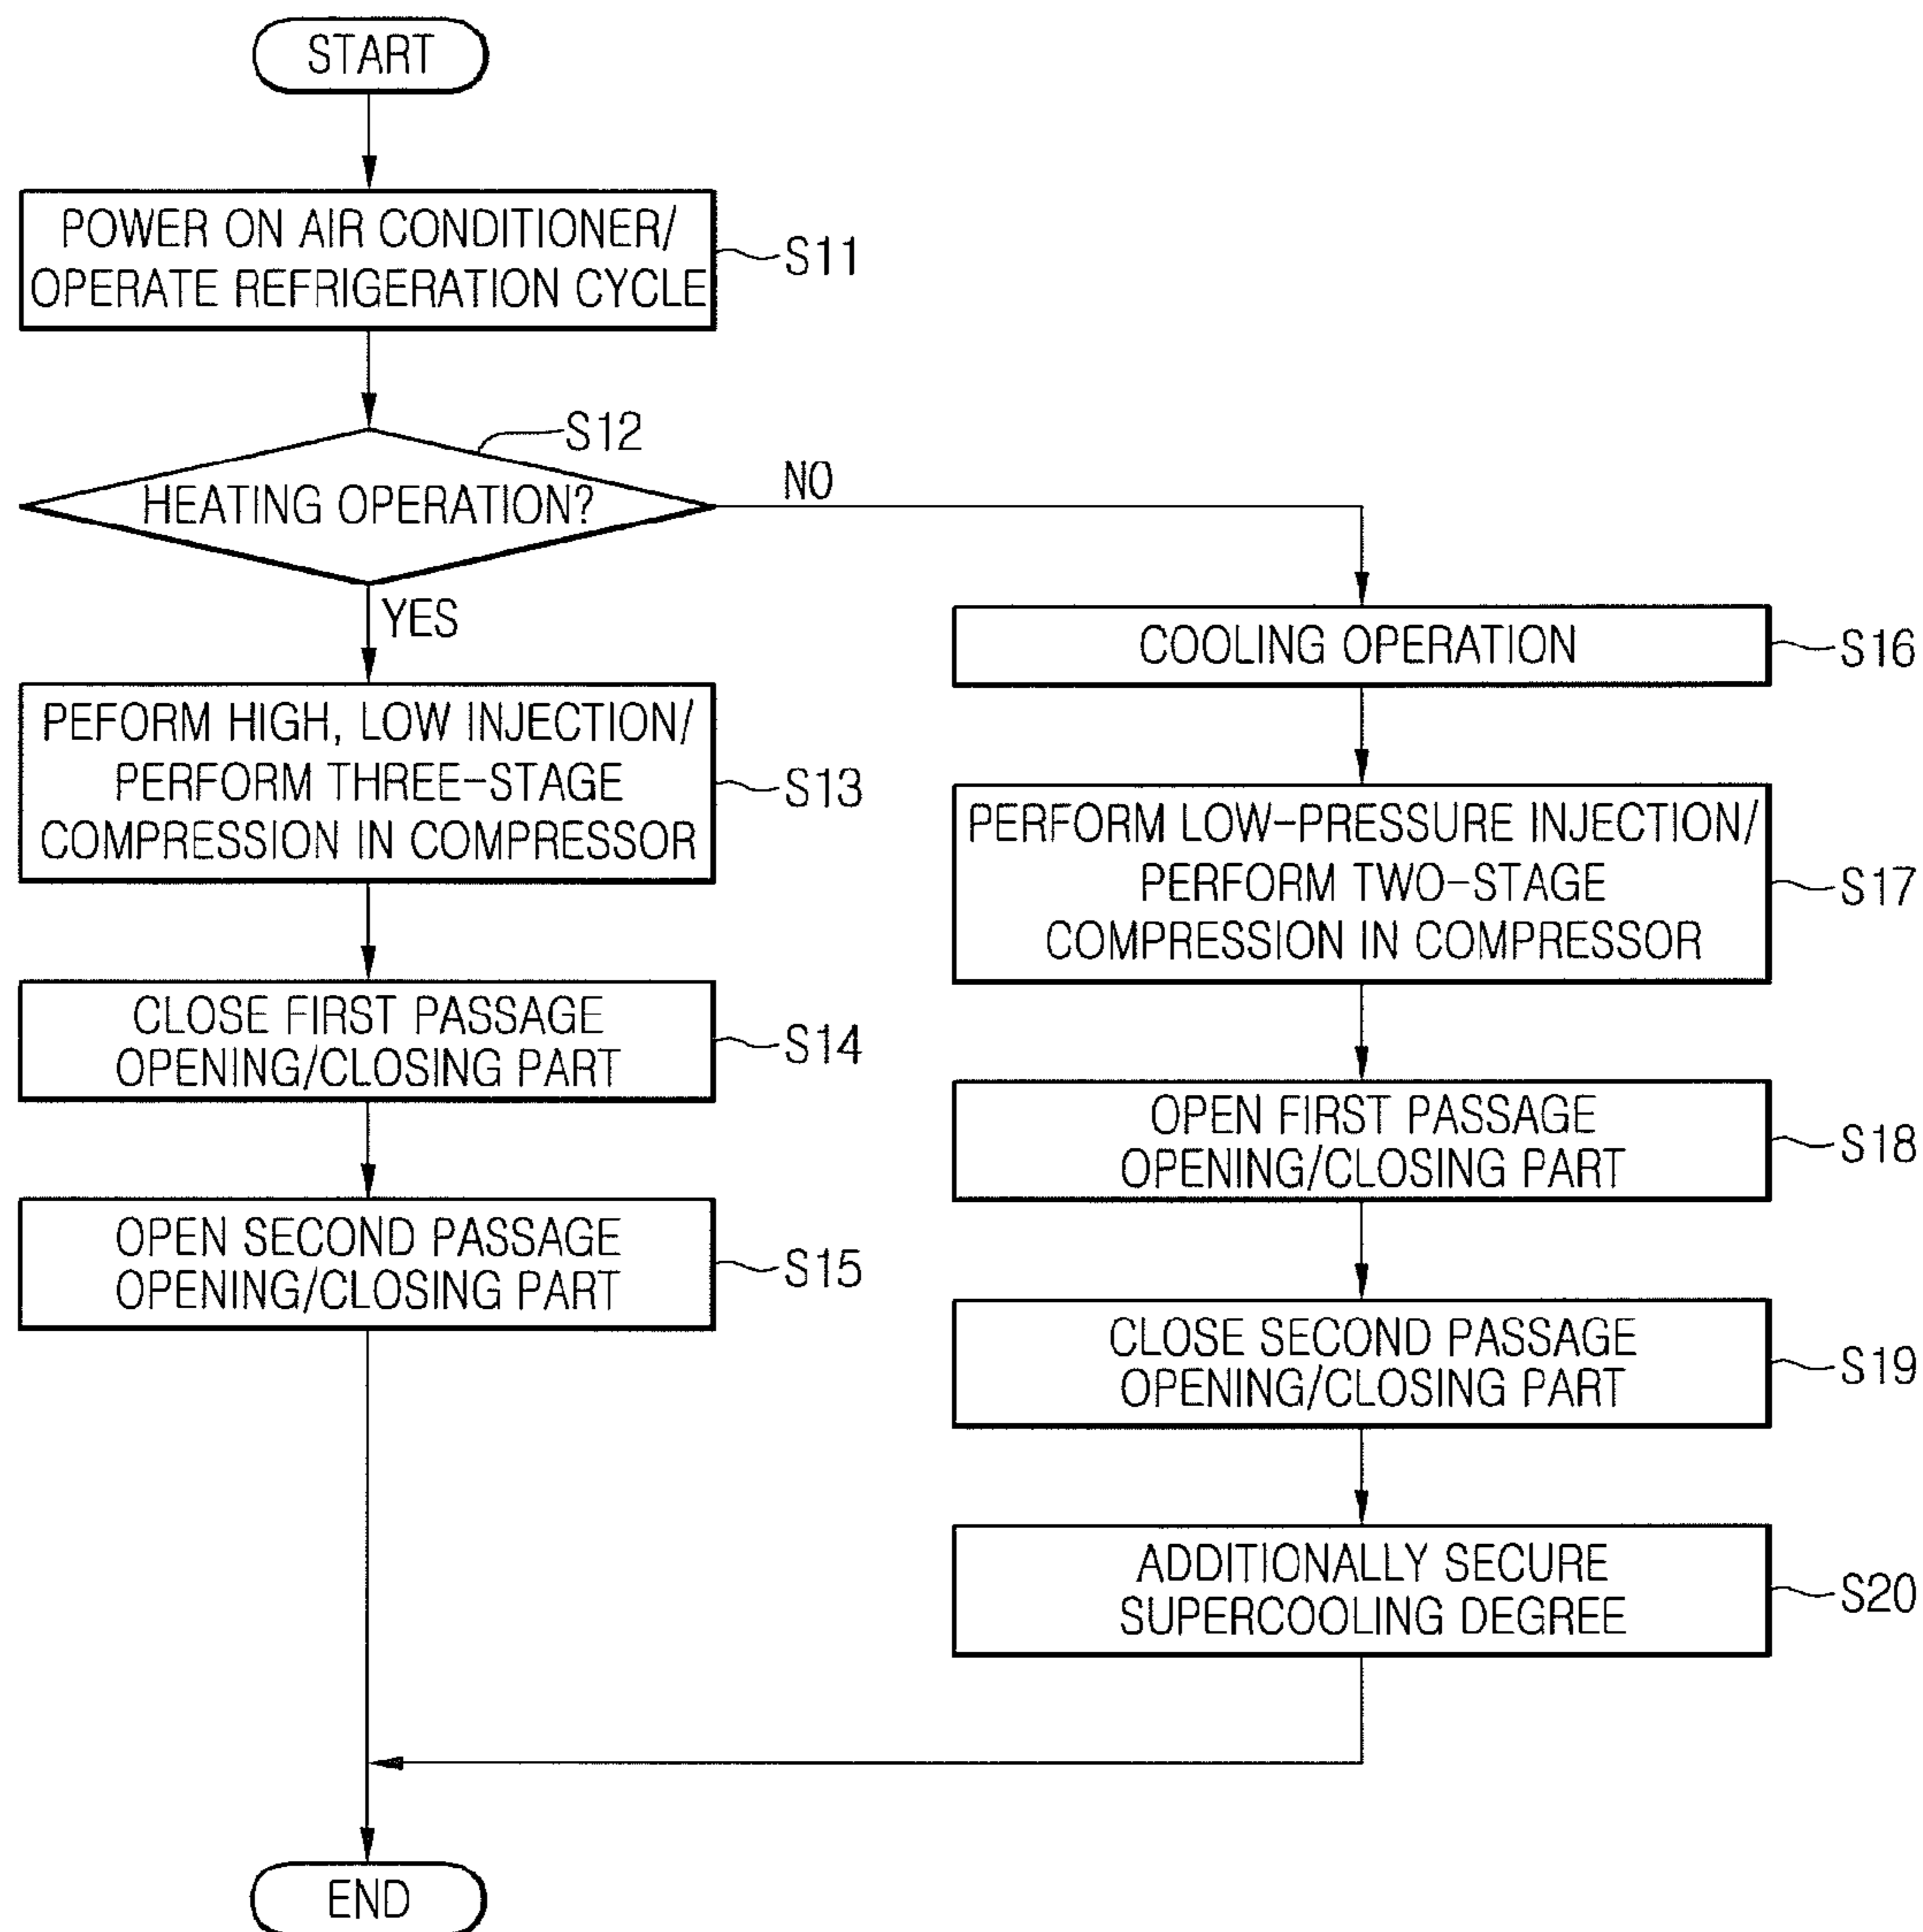 START
POWER ON AIR CONDITIONER/
OPERATE REFRIGERATION CYCLE
S11
S12
HEATING OPERATION?
NO
YES
PEFORM HIGH, LOW INJECTION/
PERFORM THREE-STAGE
COMPRESSION IN COMPRESSOR
S13
CLOSE FIRST PASSAGE
OPENING/CLOSING PART
S14
OPEN SECOND PASSAGE
OPENING/CLOSING PART
S15
COOLING OPERATION
S16
PERFORM LOW-PRESSURE INJECTION/
PERFORM TWO-STAGE
COMPRESSION IN COMPRESSOR
S17
OPEN FIRST PASSAGE
OPENING/CLOSING PART
S18
CLOSE SECOND PASSAGE
OPENING/CLOSING PART
S19
ADDITIONALLY SECURE
SUPERCOOLING DEGREE
S20
END